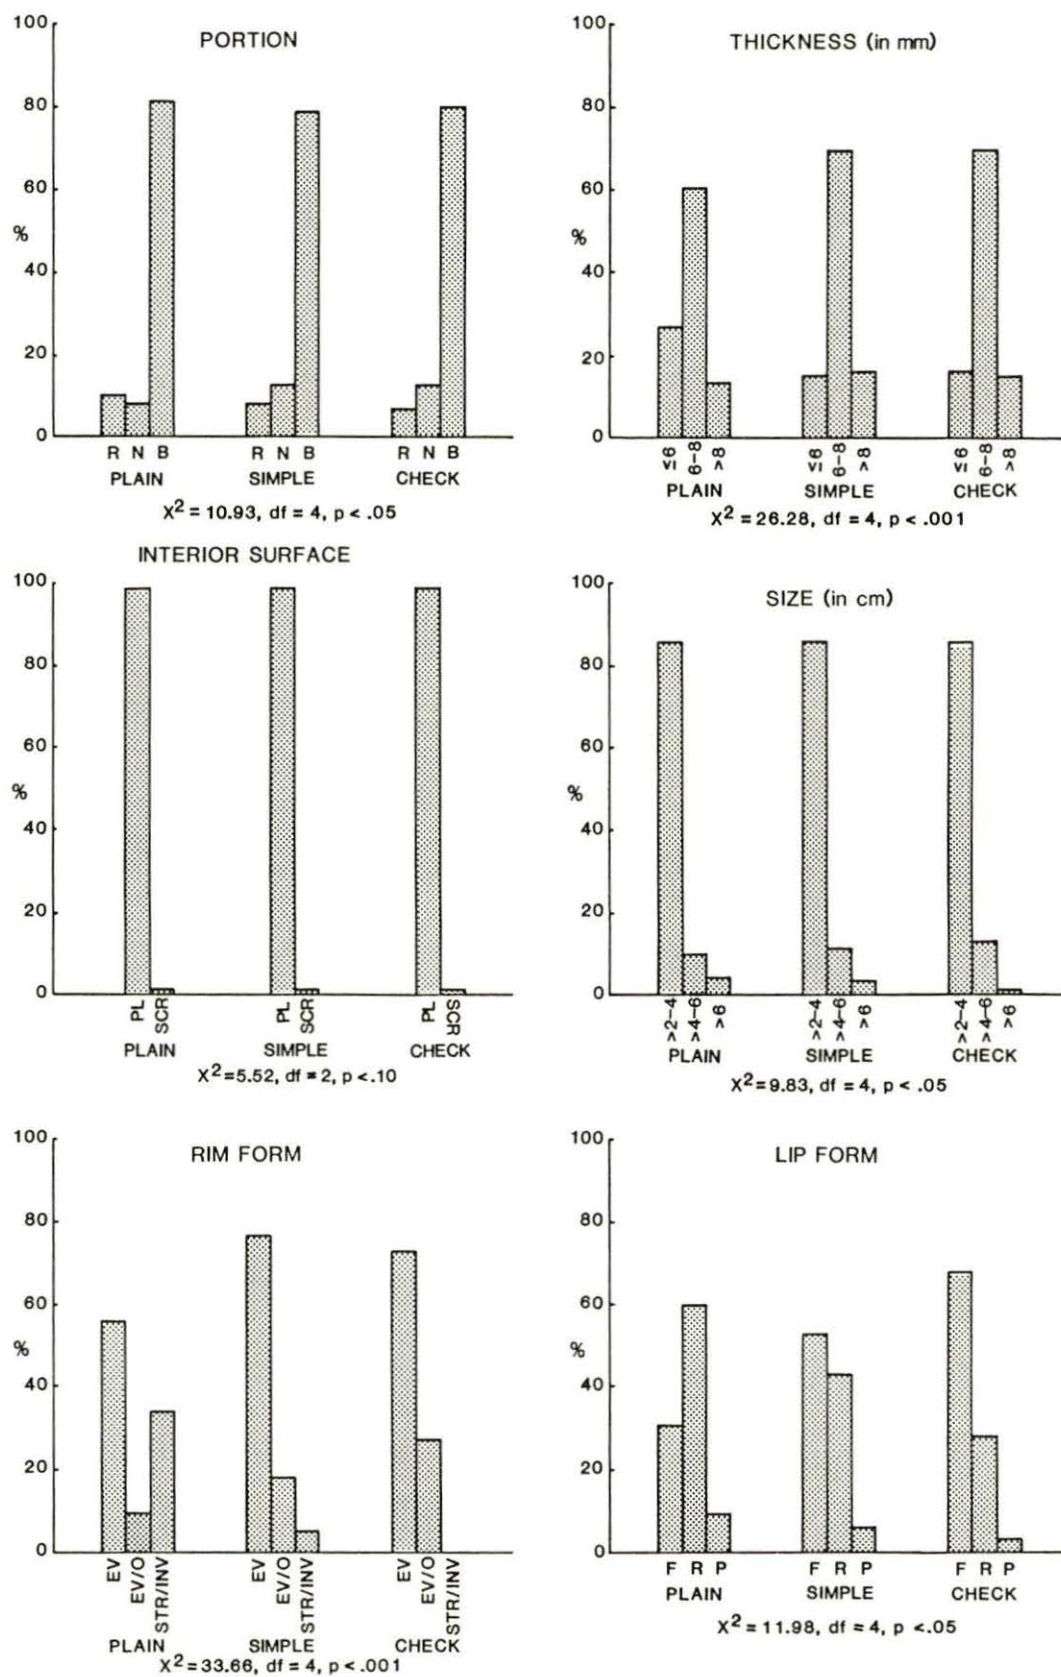 PORTION
100
80
60
%
40
20
0
R N B R N B R N B
PLAIN SIMPLE CHECK
X² = 10.93, df = 4, p < .05
THICKNESS (in mm)
100
80
60
%
40
20
0
≤6 6-8 >8 ≤6 6-8 >8 ≤6 6-8 >8
PLAIN SIMPLE CHECK
X² = 26.28, df = 4, p < .001
INTERIOR SURFACE
100
80
60
%
40
20
0
PL SCR PL SCR PL SCR
PLAIN SIMPLE CHECK
X²=5.52, df = 2, p <.10
SIZE (in cm)
100
80
60
%
40
20
0
>2-4 >4-6 >6 >2-4 >4-6 >6 >2-4 >4-6 >6
PLAIN SIMPLE CHECK
X²=9.83, df = 4, p < .05
RIM FORM
100
80
60
%
40
20
0
EV EV/O STR/INV EV EV/O STR/INV EV EV/O STR/INV
PLAIN SIMPLE CHECK
X²=33.66, df = 4, p <.001
LIP FORM
100
80
60
%
40
20
0
F R P F R P F R P
PLAIN SIMPLE CHECK
X² = 11.98, df = 4, p <.05